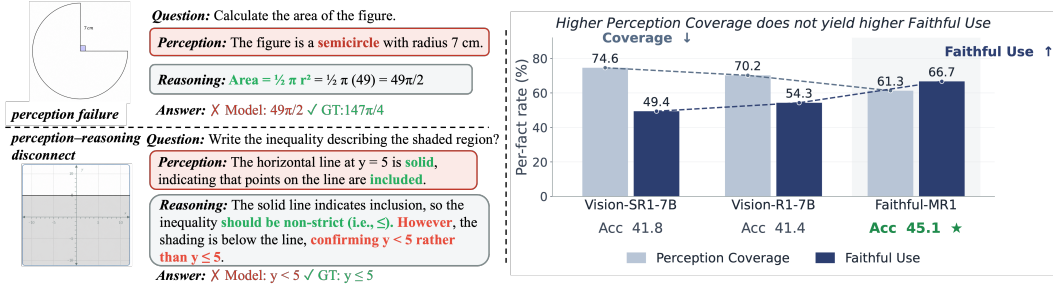 7 cm
perception failure
Question: Calculate the area of the figure.
Perception: The figure is a semicircle with radius 7 cm.
Reasoning: Area = ½ π r² = ½ π (49) = 49π/2
Answer: ✗ Model: 49π/2 ✓ GT:147π/4
perception–reasoning
disconnect
Question: Write the inequality describing the shaded region?
Perception: The horizontal line at y = 5 is solid,
indicating that points on the line are included.
Reasoning: The solid line indicates inclusion, so the
inequality should be non-strict (i.e., ≤). However, the
shading is below the line, confirming y < 5 rather
than y ≤ 5.
Answer: ✗ Model: y < 5 ✓ GT: y ≤ 5
Higher Perception Coverage does not yield higher Faithful Use
Coverage ↓
Faithful Use ↑
Per-fact rate (%)
80
60
40
20
0
74.6
49.4
70.2
54.3
61.3
66.7
Vision-SR1-7B
Vision-R1-7B
Faithful-MR1
Acc 41.8
Acc 41.4
Acc 45.1 ★
Perception Coverage
Faithful Use